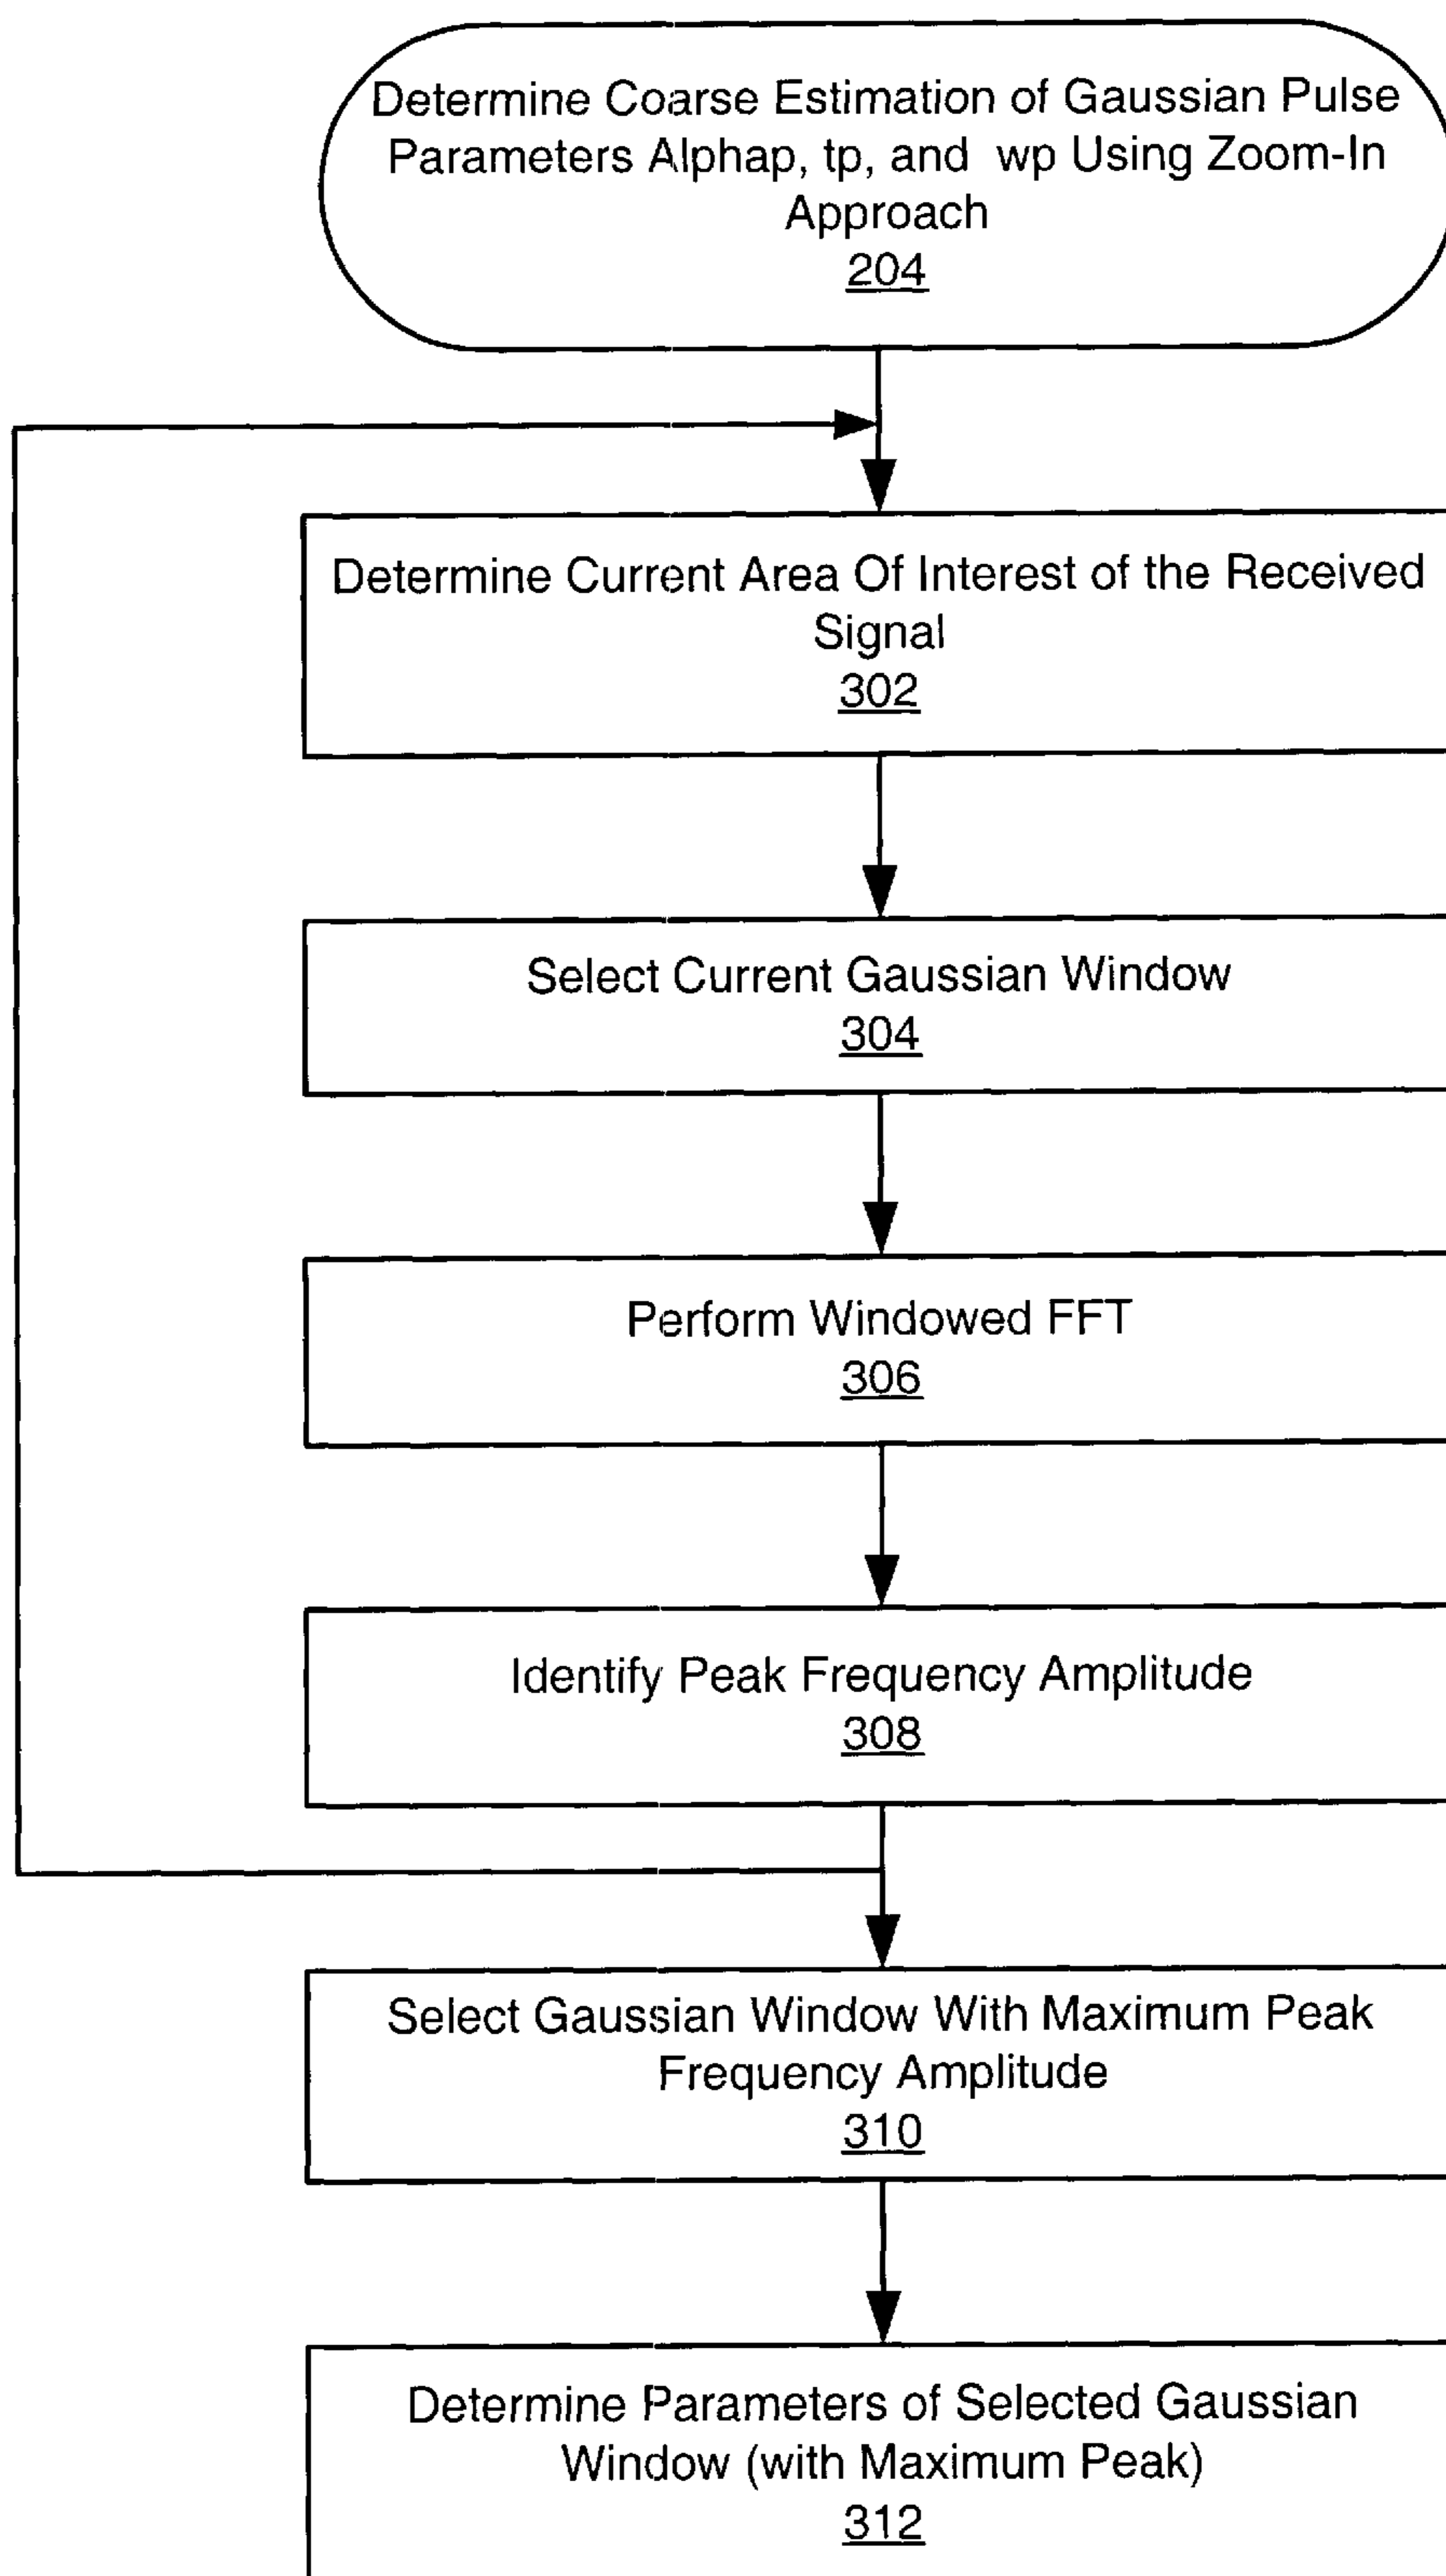 Determine Coarse Estimation of Gaussian Pulse
Parameters Alphap, tp, and wp Using Zoom-In
Approach
204
Determine Current Area Of Interest of the Received
Signal
302
Select Current Gaussian Window
304
Perform Windowed FFT
306
Identify Peak Frequency Amplitude
308
Select Gaussian Window With Maximum Peak
Frequency Amplitude
310
Determine Parameters of Selected Gaussian
Window (with Maximum Peak)
312